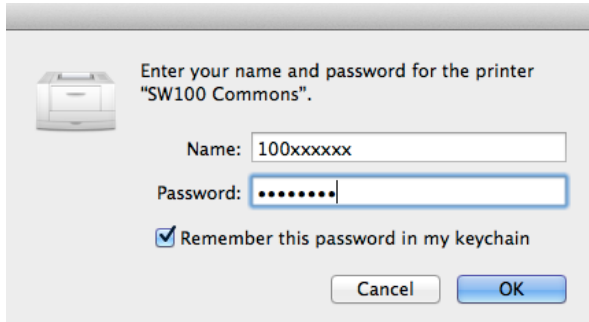 Enter your name and password for the printer
“SW100 Commons”.
Name: 100xxxxxx
Password: ••••••••
Remember this password in my keychain
Cancel OK